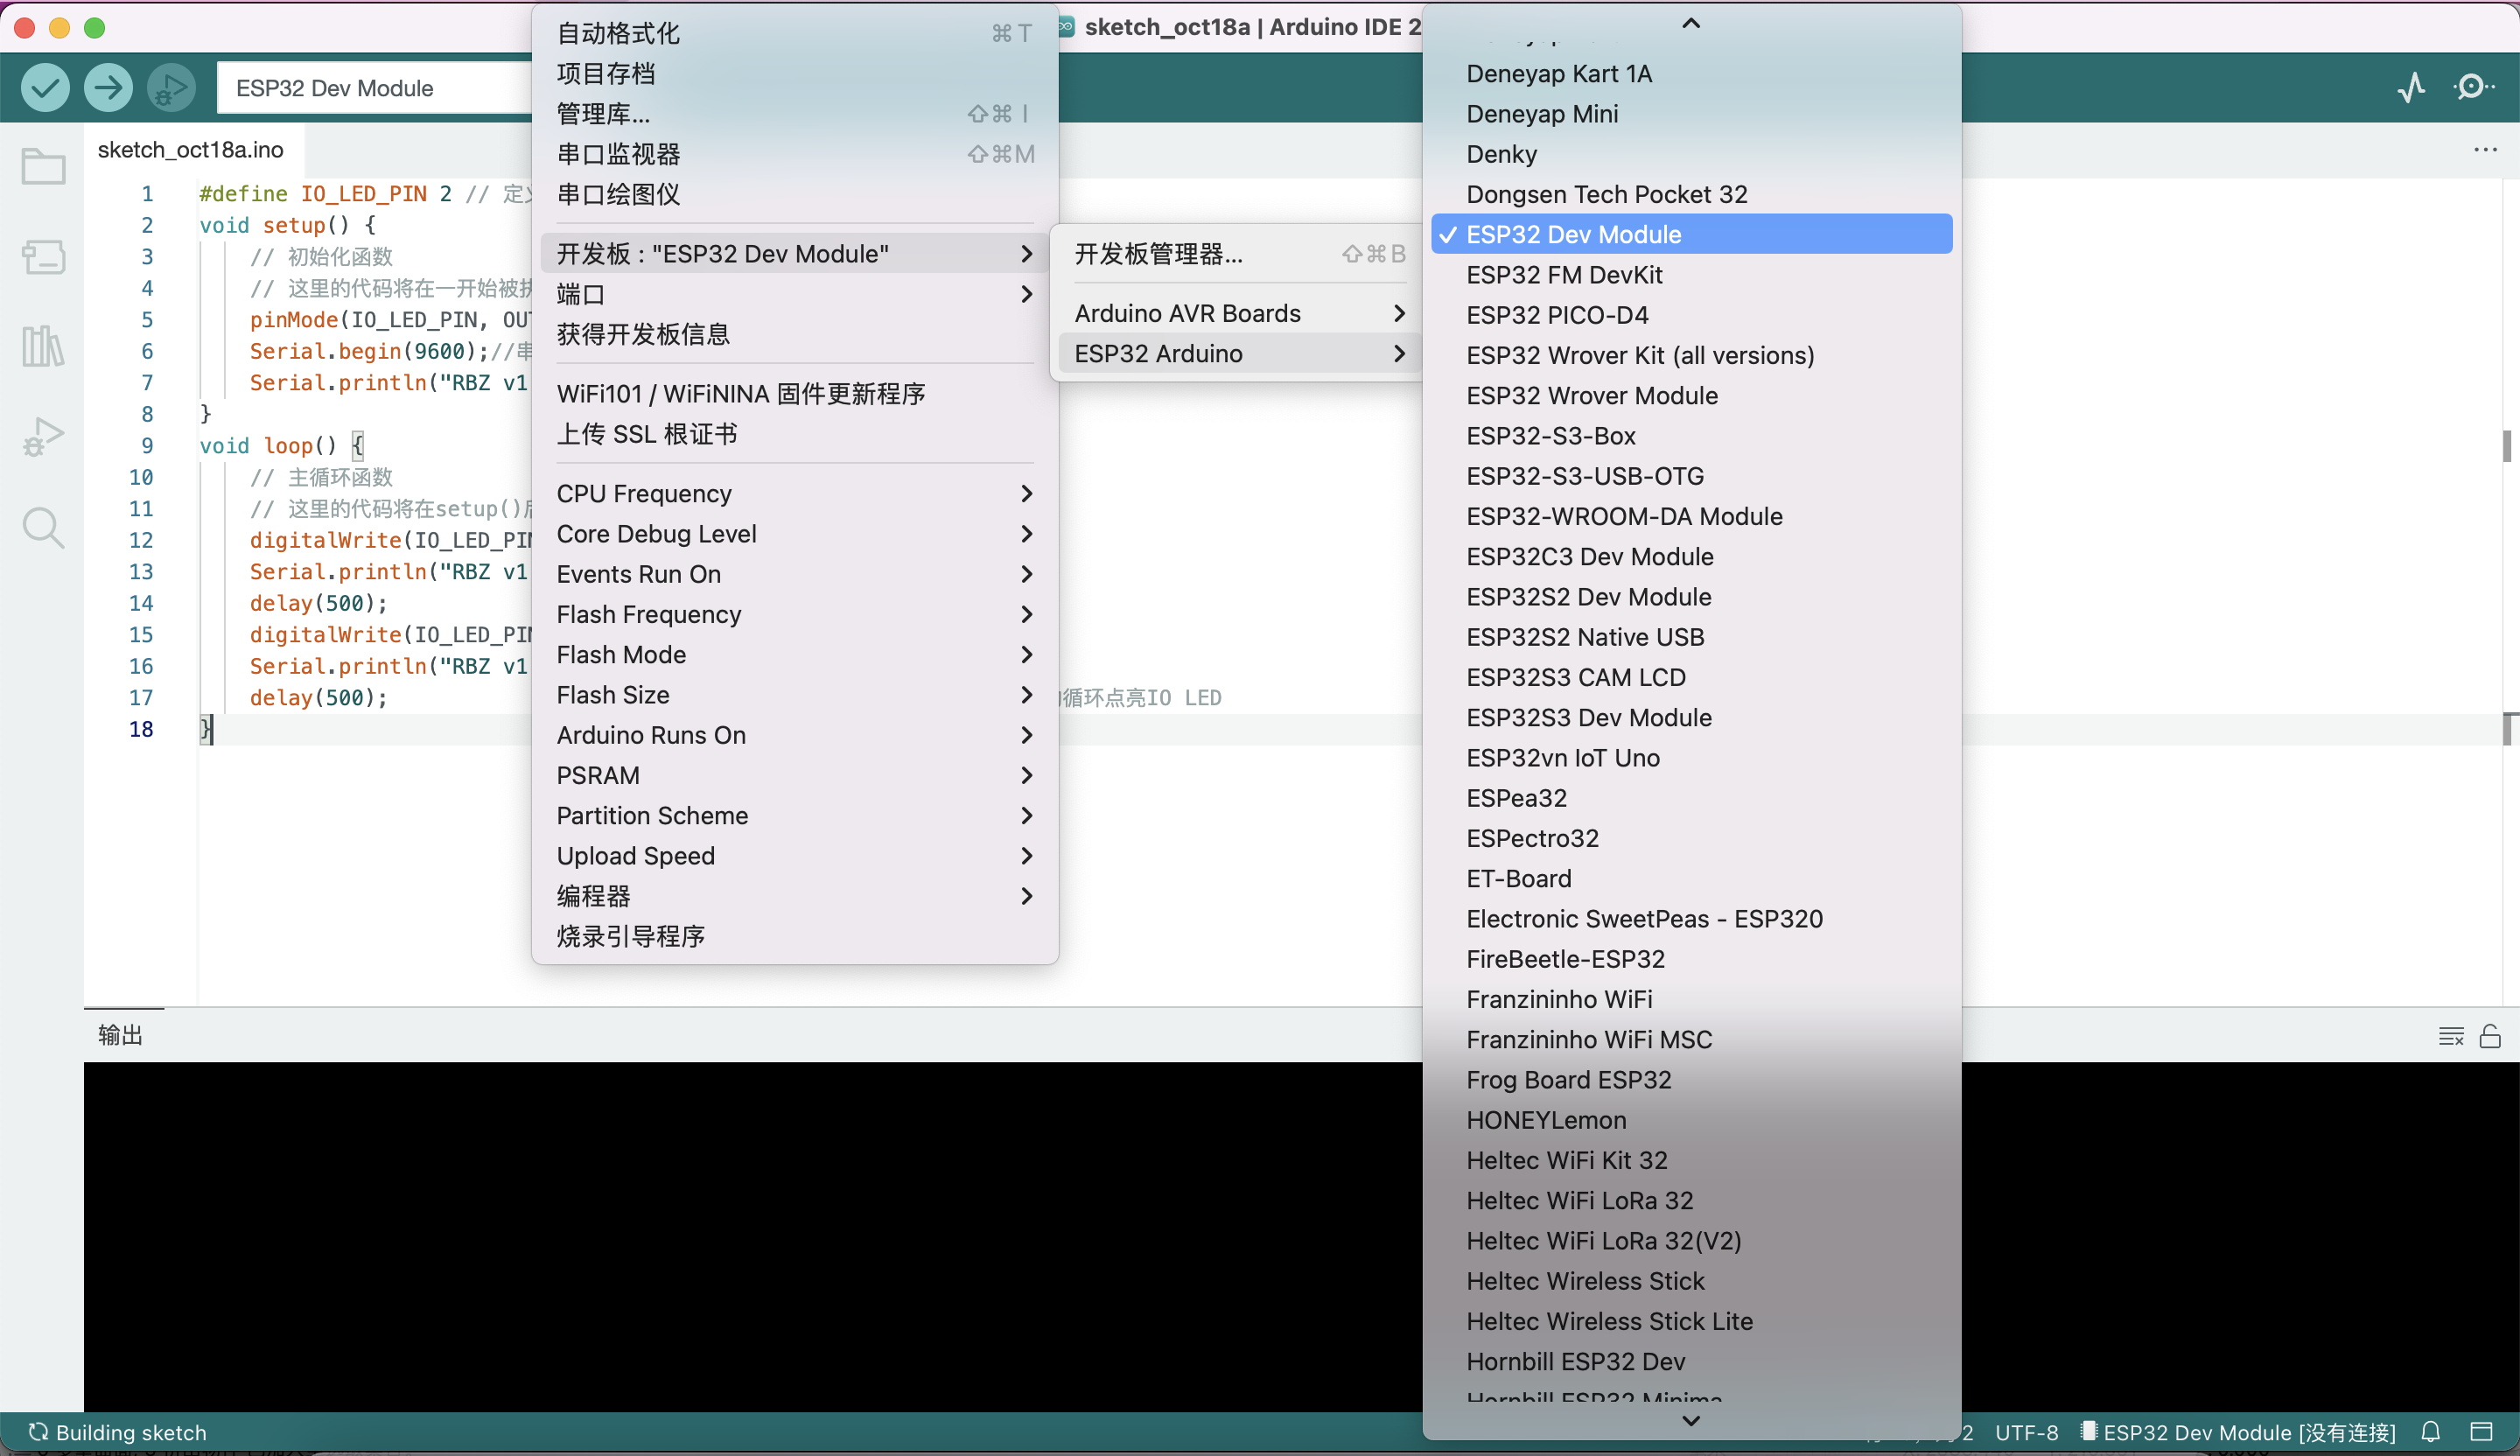 sketch_oct18a | Arduino IDE 2
ESP32 Dev Module
sketch_oct18a.ino
1 #define IO_LED_PIN 2 // 定
2 void setup() {
3 // 初始化函数
4 // 这里的代码将在一开始被
5 pinMode(IO_LED_PIN, OU
6 Serial.begin(9600);//串
7 Serial.println("RBZ v1
8 }
9 void loop() {
10 // 主循环函数
11 // 这里的代码将在setup()
12 digitalWrite(IO_LED_PI
13 Serial.println("RBZ v1
14 delay(500);
15 digitalWrite(IO_LED_PI
16 Serial.println("RBZ v1
17 delay(500); 循环点亮IO LED
18 }
自动格式化 ⌘T
项目存档
管理库... ⇧⌘I
串口监视器 ⇧⌘M
串口绘图仪
开发板 : "ESP32 Dev Module"
端口
获得开发板信息
WiFi101 / WiFiNINA 固件更新程序
上传 SSL 根证书
CPU Frequency
Core Debug Level
Events Run On
Flash Frequency
Flash Mode
Flash Size
Arduino Runs On
PSRAM
Partition Scheme
Upload Speed
编程器
烧录引导程序
开发板管理器... ⇧⌘B
Arduino AVR Boards
ESP32 Arduino
Deneyap Kart 1A
Deneyap Mini
Denky
Dongsen Tech Pocket 32
✓ ESP32 Dev Module
ESP32 FM DevKit
ESP32 PICO-D4
ESP32 Wrover Kit (all versions)
ESP32 Wrover Module
ESP32-S3-Box
ESP32-S3-USB-OTG
ESP32-WROOM-DA Module
ESP32C3 Dev Module
ESP32S2 Dev Module
ESP32S2 Native USB
ESP32S3 CAM LCD
ESP32S3 Dev Module
ESP32vn IoT Uno
ESPea32
ESPectro32
ET-Board
Electronic SweetPeas - ESP320
FireBeetle-ESP32
Franzininho WiFi
Franzininho WiFi MSC
Frog Board ESP32
HONEYLemon
Heltec WiFi Kit 32
Heltec WiFi LoRa 32
Heltec WiFi LoRa 32(V2)
Heltec Wireless Stick
Heltec Wireless Stick Lite
Hornbill ESP32 Dev
Hornbill ESP32 Minima
输出
Building sketch
2 UTF-8 ESP32 Dev Module [没有连接]